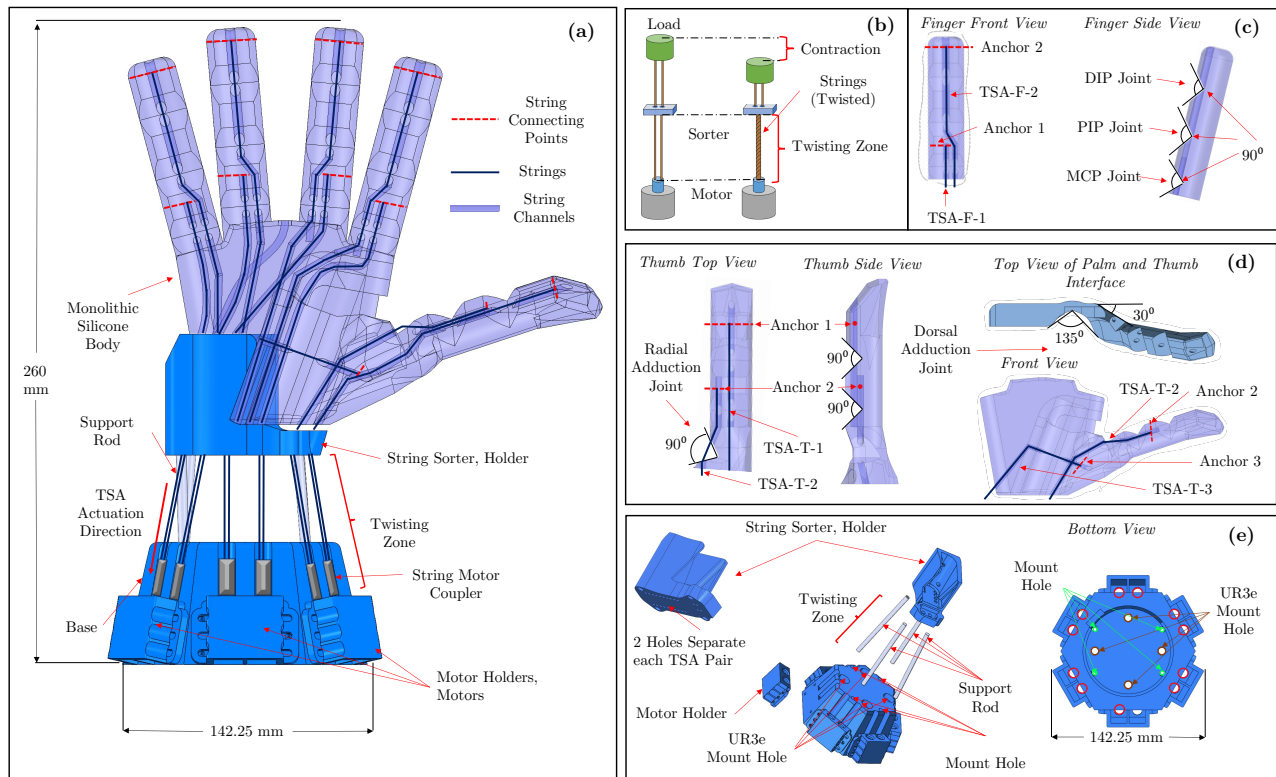 (a)
String
Connecting
Points
Strings
String
Channels
Monolithic
Silicone
Body
260
mm
Support
Rod
String Sorter, Holder
TSA
Actuation
Direction
Twisting
Zone
String Motor
Coupler
Base
Motor Holders,
Motors
142.25 mm
(b)
Load
Contraction
Strings
(Twisted)
Sorter
Twisting Zone
Motor
(c)
Finger Front View
Finger Side View
Anchor 2
TSA-F-2
Anchor 1
TSA-F-1
DIP Joint
PIP Joint
MCP Joint
90⁰
(d)
Thumb Top View
Thumb Side View
Top View of Palm and Thumb
Interface
Anchor 1
Radial
Adduction
Joint
90⁰
Anchor 2
90⁰
90⁰
TSA-T-1
TSA-T-2
30⁰
135⁰
Dorsal
Adduction
Joint
Front View
TSA-T-2
Anchor 2
Anchor 3
TSA-T-3
(e)
String Sorter, Holder
Bottom View
Twisting
Zone
2 Holes Separate
each TSA Pair
Motor Holder
UR3e
Mount Hole
Support
Rod
Mount Hole
Mount
Hole
UR3e
Mount
Hole
142.25 mm